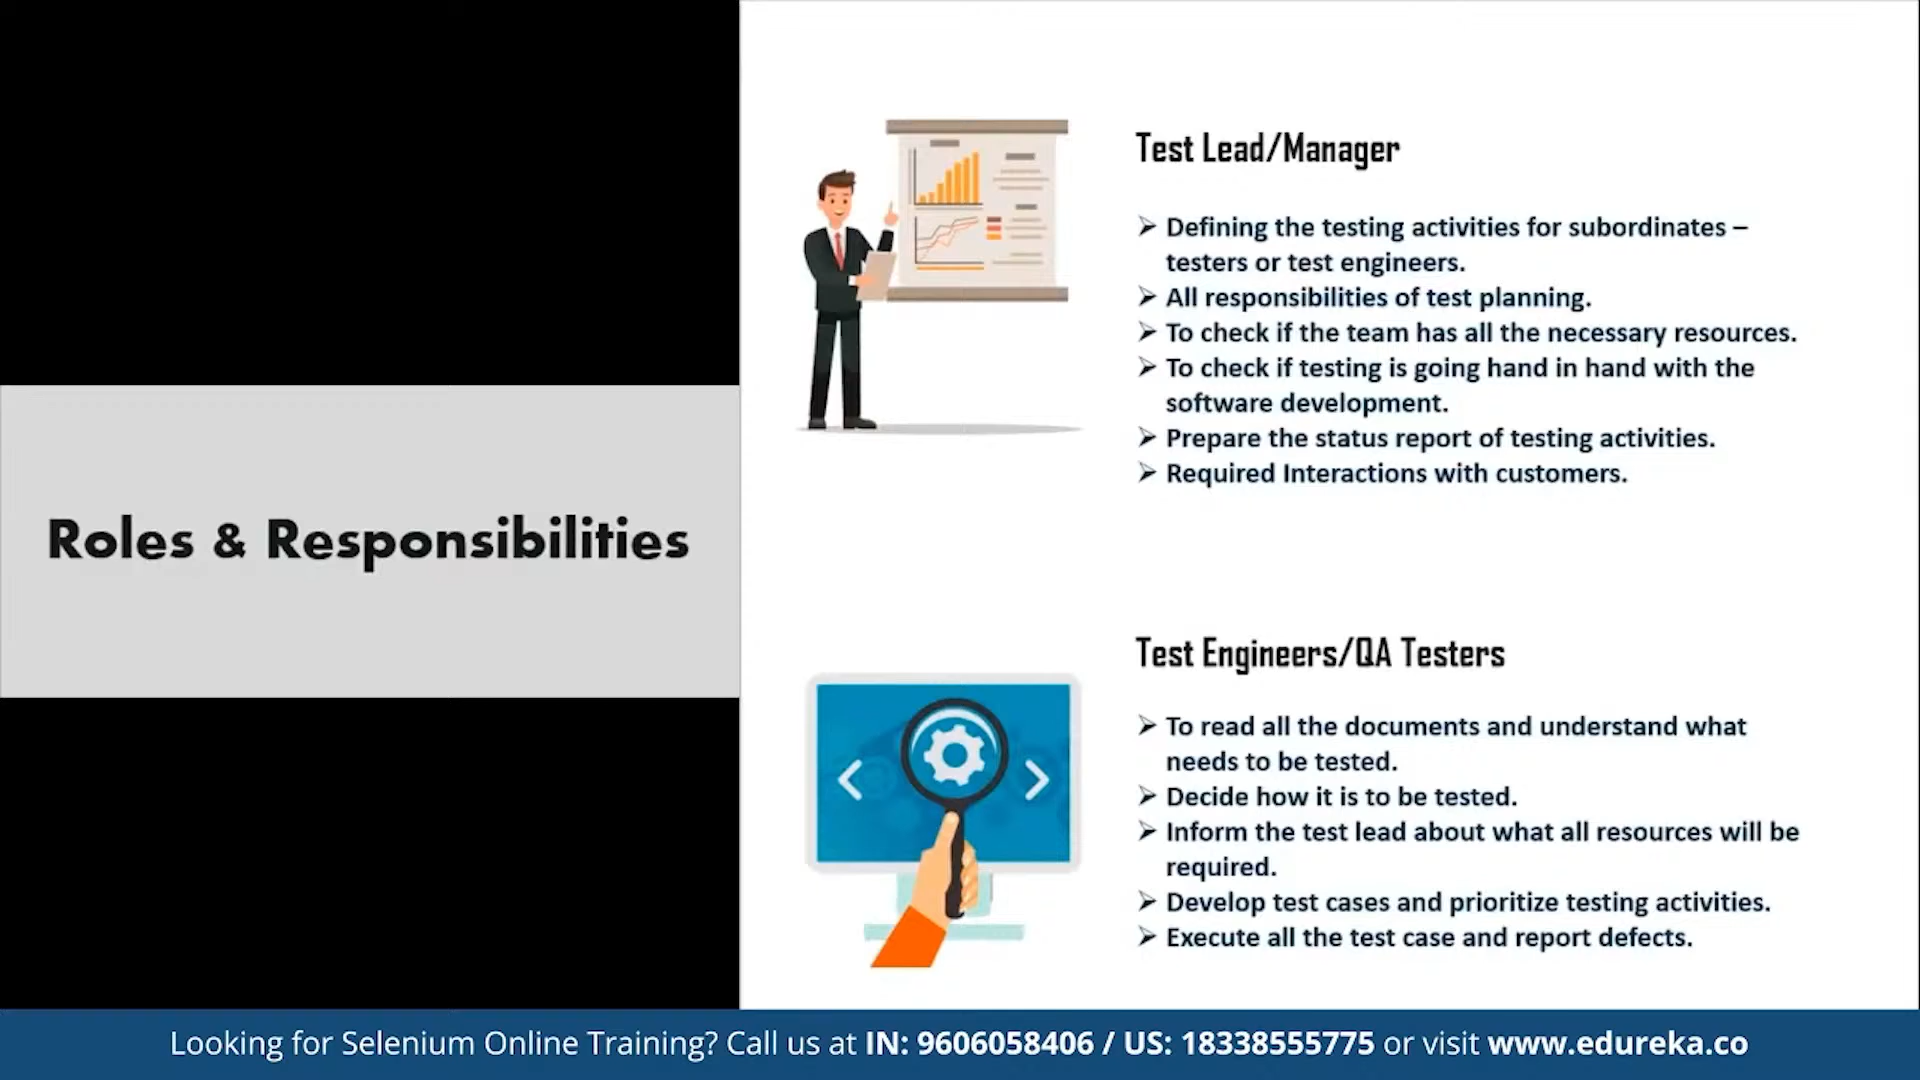 Roles & Responsibilities
Test Lead/Manager
➢ Defining the testing activities for subordinates –
testers or test engineers.
➢ All responsibilities of test planning.
➢ To check if the team has all the necessary resources.
➢ To check if testing is going hand in hand with the
software development.
➢ Prepare the status report of testing activities.
➢ Required Interactions with customers.
Test Engineers/QA Testers
➢ To read all the documents and understand what
needs to be tested.
➢ Decide how it is to be tested.
➢ Inform the test lead about what all resources will be
required.
➢ Develop test cases and prioritize testing activities.
➢ Execute all the test case and report defects.
Looking for Selenium Online Training? Call us at IN: 9606058406 / US: 18338555775 or visit www.edureka.co